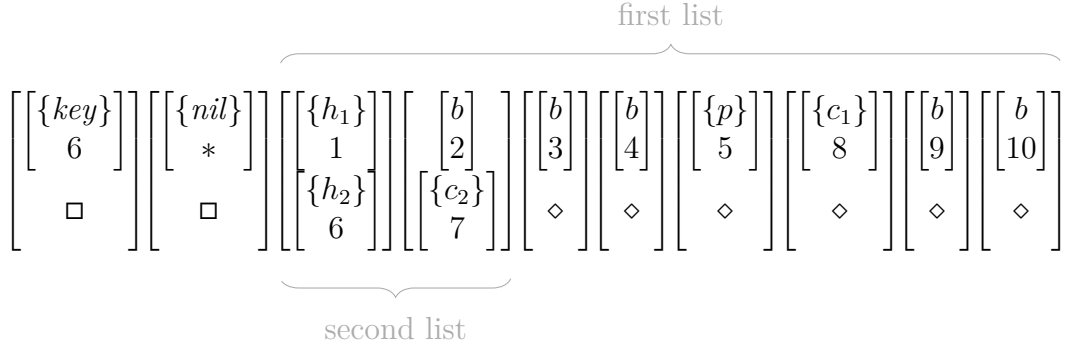 first list
{key} {nil} {h₁} b b b {p} {c₁} b b
6 * 1 2 3 4 5 8 9 10
□ □ {h₂} {c₂} ⋄ ⋄ ⋄ ⋄ ⋄ ⋄
6 7
second list